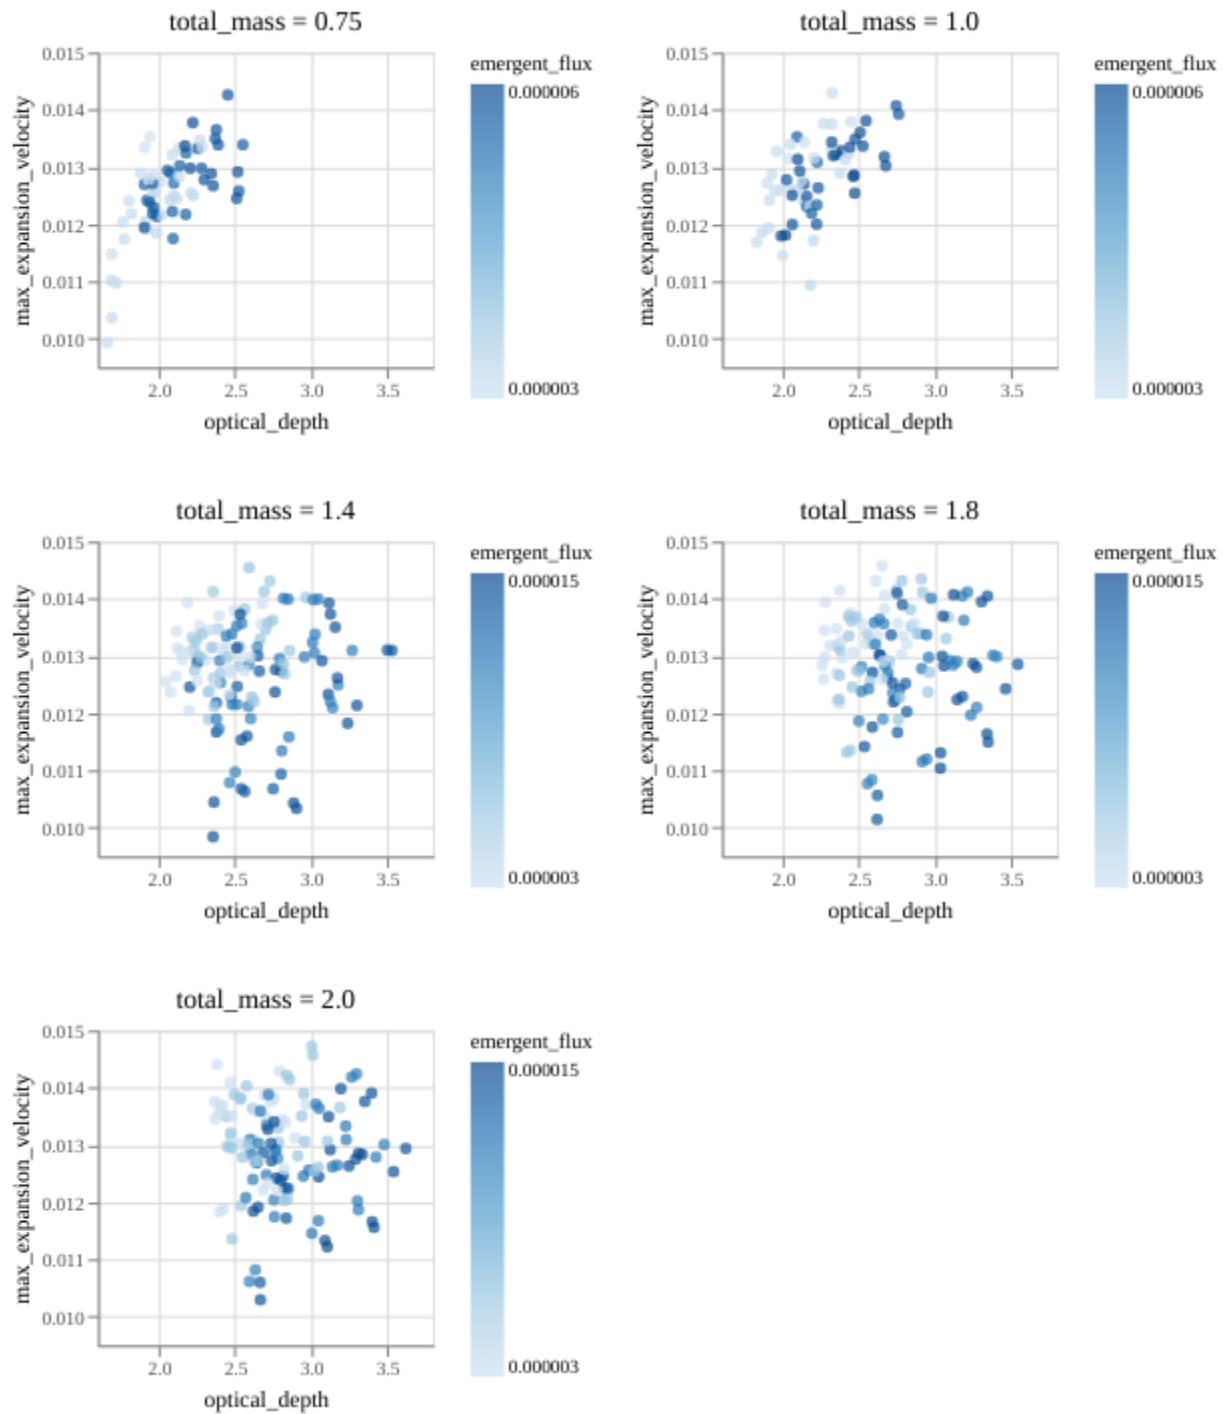 total_mass = 0.75
max_expansion_velocity
0.015
0.014
0.013
0.012
0.011
0.010
2.0 2.5 3.0 3.5
optical_depth
emergent_flux
0.000006
0.000003
total_mass = 1.0
max_expansion_velocity
0.015
0.014
0.013
0.012
0.011
0.010
2.0 2.5 3.0 3.5
optical_depth
emergent_flux
0.000006
0.000003
total_mass = 1.4
max_expansion_velocity
0.015
0.014
0.013
0.012
0.011
0.010
2.0 2.5 3.0 3.5
optical_depth
emergent_flux
0.000015
0.000003
total_mass = 1.8
max_expansion_velocity
0.015
0.014
0.013
0.012
0.011
0.010
2.0 2.5 3.0 3.5
optical_depth
emergent_flux
0.000015
0.000003
total_mass = 2.0
max_expansion_velocity
0.015
0.014
0.013
0.012
0.011
0.010
2.0 2.5 3.0 3.5
optical_depth
emergent_flux
0.000015
0.000003